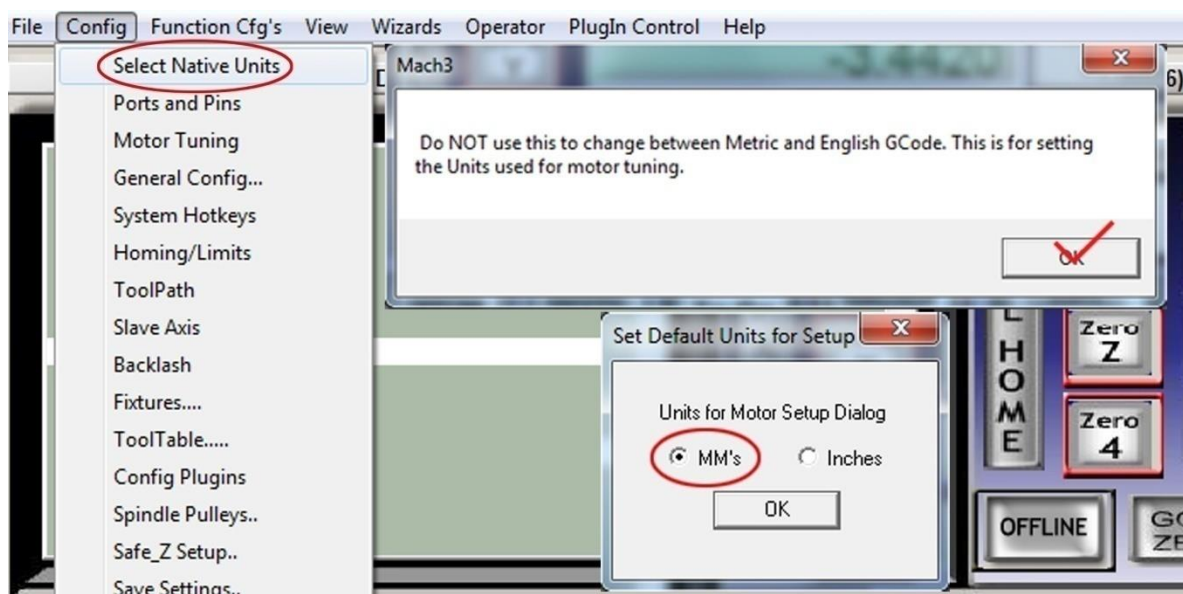 File Config Function Cfg's View Wizards Operator PlugIn Control Help
Select Native Units
Ports and Pins
Motor Tuning
General Config...
System Hotkeys
Homing/Limits
ToolPath
Slave Axis
Backlash
Fixtures....
ToolTable.....
Config Plugins
Spindle Pulleys..
Safe_Z Setup..
Save Settings..
Mach3
-3.4420
6)
Do NOT use this to change between Metric and English GCode. This is for setting
the Units used for motor tuning.
OK
Set Default Units for Setup
Units for Motor Setup Dialog
MM's Inches
OK
L
H
O
M
E
Zero
Z
Zero
4
OFFLINE